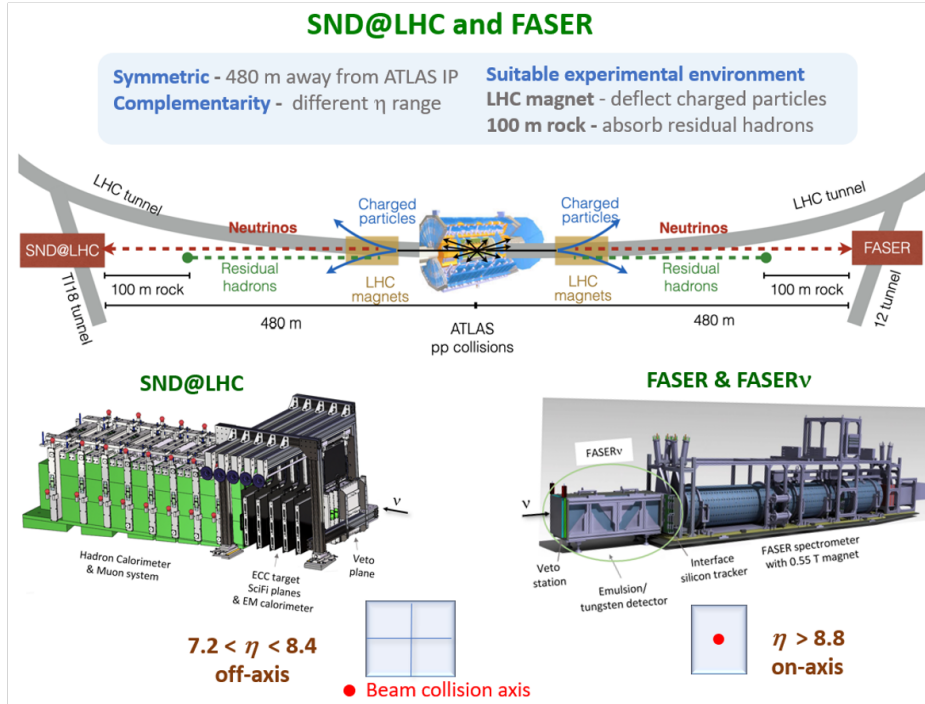 SND@LHC and FASER
Symmetric - 480 m away from ATLAS IP
Complementarity - different η range
Suitable experimental environment
LHC magnet - deflect charged particles
100 m rock - absorb residual hadrons
LHC tunnel
Charged
particles
Charged
particles
LHC tunnel
Neutrinos
Neutrinos
SND@LHC
FASER
Residual
hadrons
LHC
magnets
LHC
magnets
Residual
hadrons
100 m rock
100 m rock
TI18 tunnel
12 tunnel
480 m
ATLAS
pp collisions
480 m
SND@LHC
FASER & FASERν
FASERν
ν
ν
Hadron Calorimeter
& Muon system
ECC target
SciFi planes
& EM calorimeter
Veto
plane
Veto
station
Emulsion/
tungsten detector
Interface
silicon tracker
FASER spectrometer
with 0.55 T magnet
7.2 < η < 8.4
off-axis
η > 8.8
on-axis
Beam collision axis